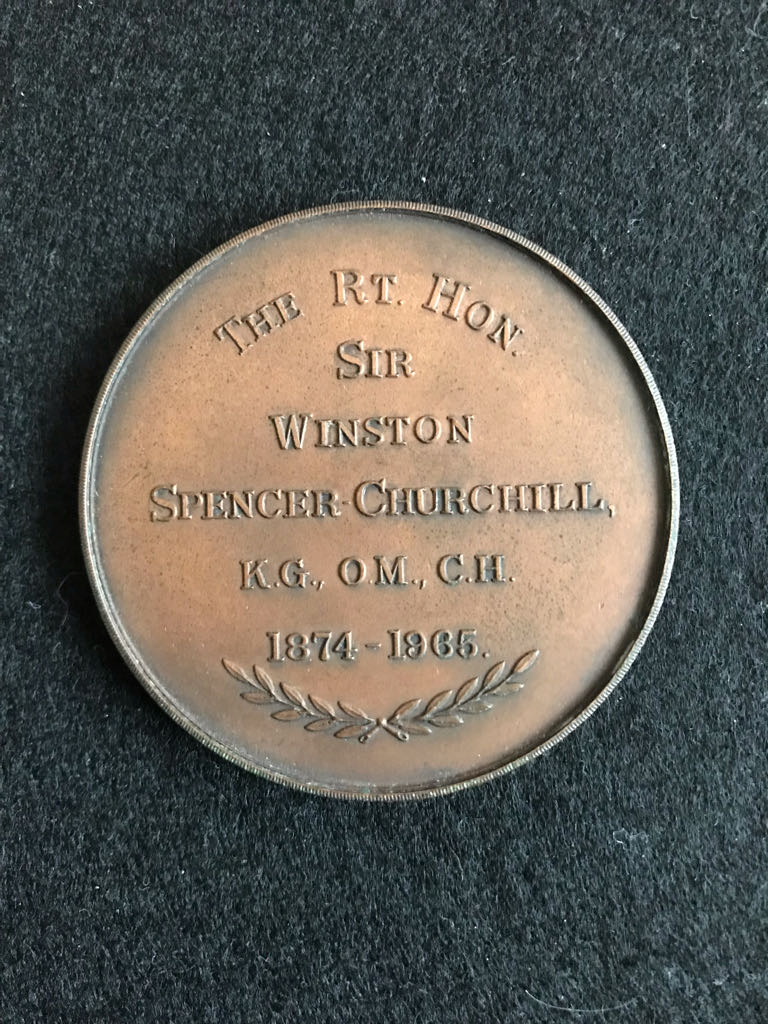 The Rt. Hon.
Sir
Winston
Spencer-Churchill,
K.G., O.M., C.H.
1874-1965.